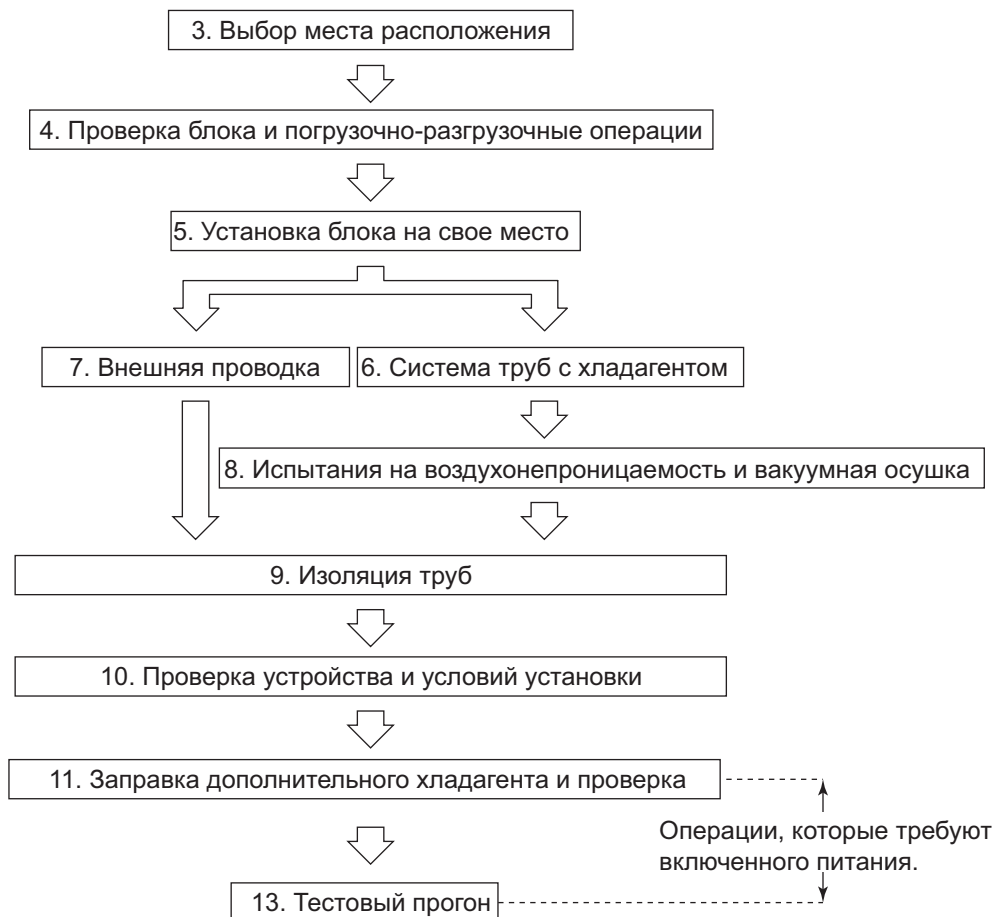 3. Выбор места расположения
4. Проверка блока и погрузочно-разгрузочные операции
5. Установка блока на свое место
7. Внешняя проводка
6. Система труб с хладагентом
8. Испытания на воздухонепроницаемость и вакуумная осушка
9. Изоляция труб
10. Проверка устройства и условий установки
11. Заправка дополнительного хладагента и проверка
Операции, которые требуют
включенного питания.
13. Тестовый прогон